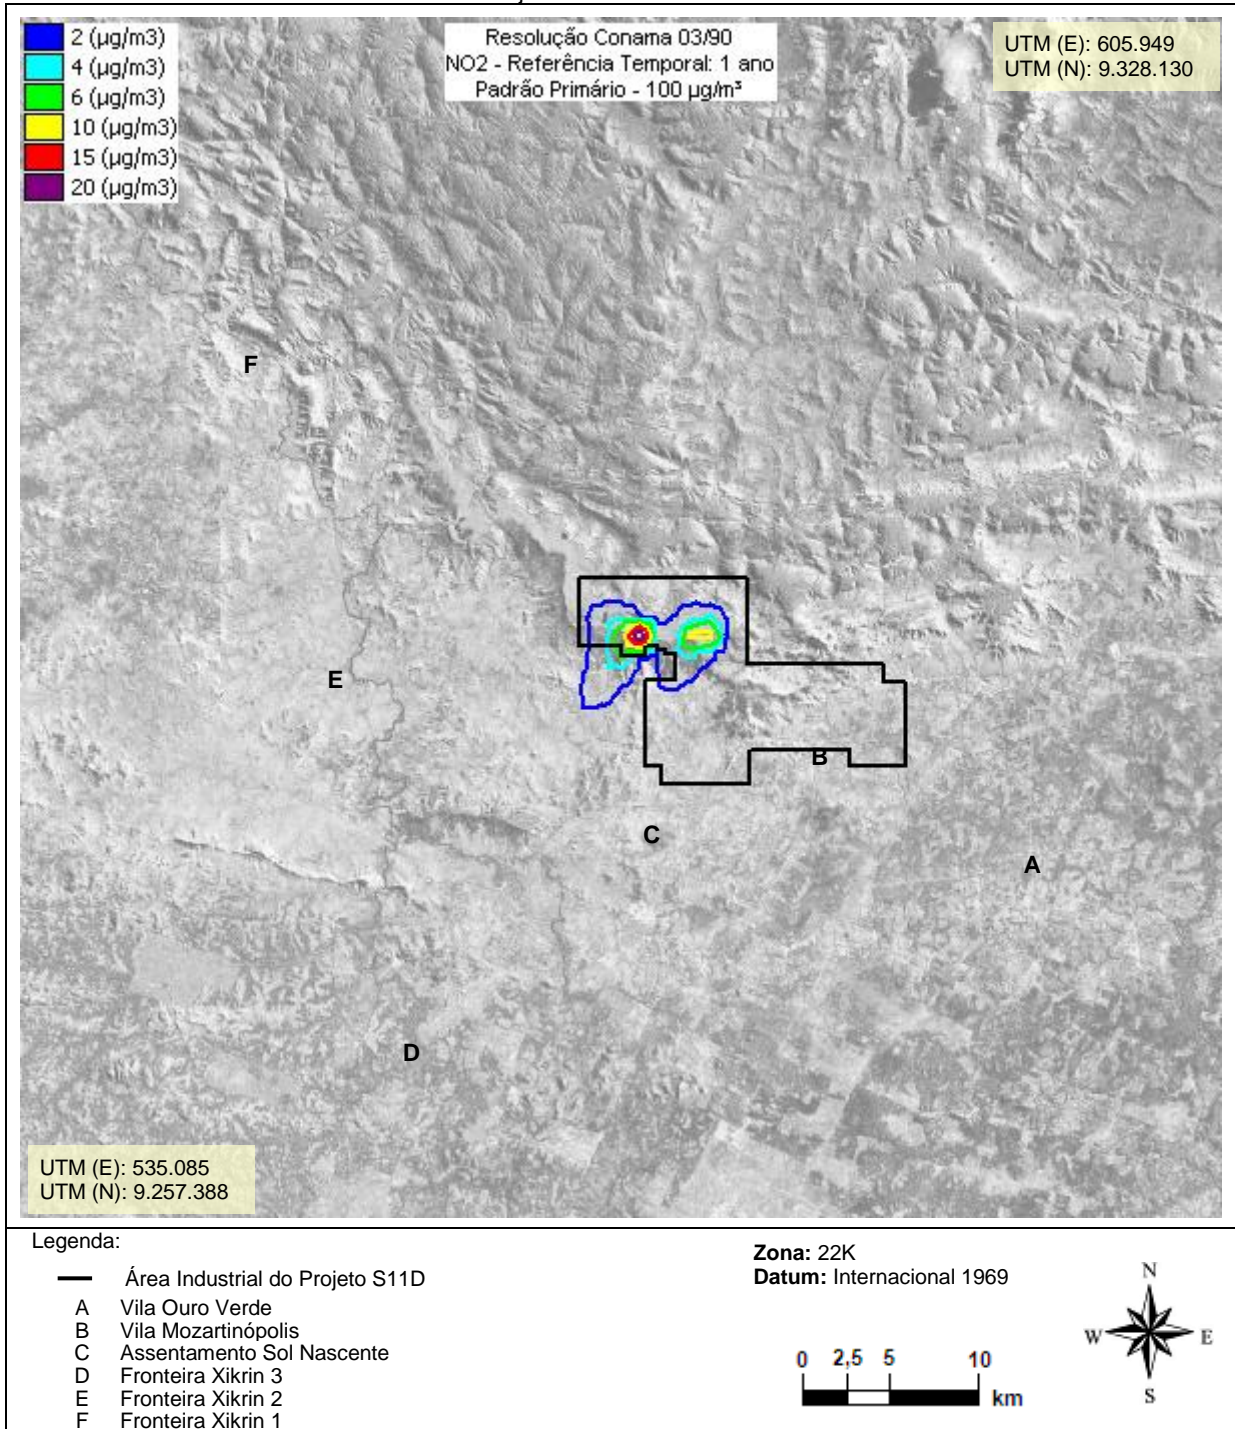 2 (µg/m3)
4 (µg/m3)
6 (µg/m3)
10 (µg/m3)
15 (µg/m3)
20 (µg/m3)
Resolução Conama 03/90
NO2 - Referência Temporal: 1 ano
Padrão Primário - 100 µg/m³
UTM (E): 605.949
UTM (N): 9.328.130
F
E
B
C
A
D
UTM (E): 535.085
UTM (N): 9.257.388
Legenda:
Área Industrial do Projeto S11D
A Vila Ouro Verde
B Vila Mozartinópolis
C Assentamento Sol Nascente
D Fronteira Xikrin 3
E Fronteira Xikrin 2
F Fronteira Xikrin 1
Zona: 22K
Datum: Internacional 1969
0 2,5 5 10
km
N
W E
S